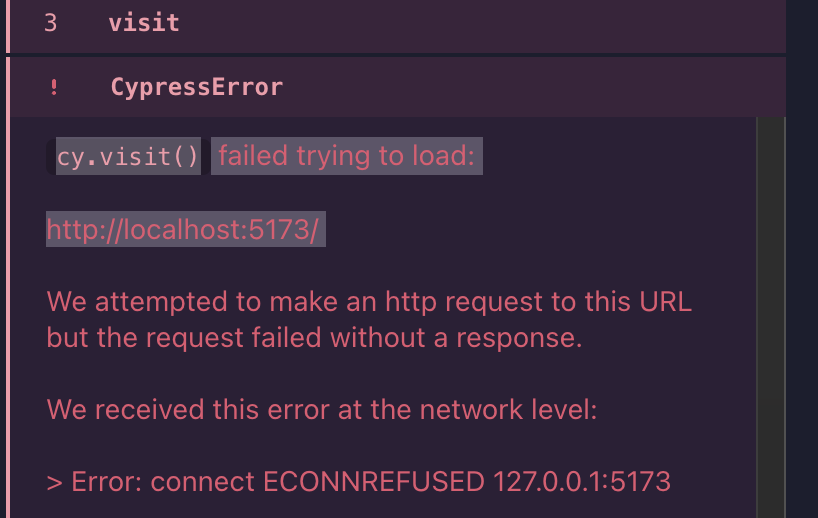 3 visit
! CypressError
cy.visit() failed trying to load:
http://localhost:5173/
We attempted to make an http request to this URL
but the request failed without a response.
We received this error at the network level:
> Error: connect ECONNREFUSED 127.0.0.1:5173